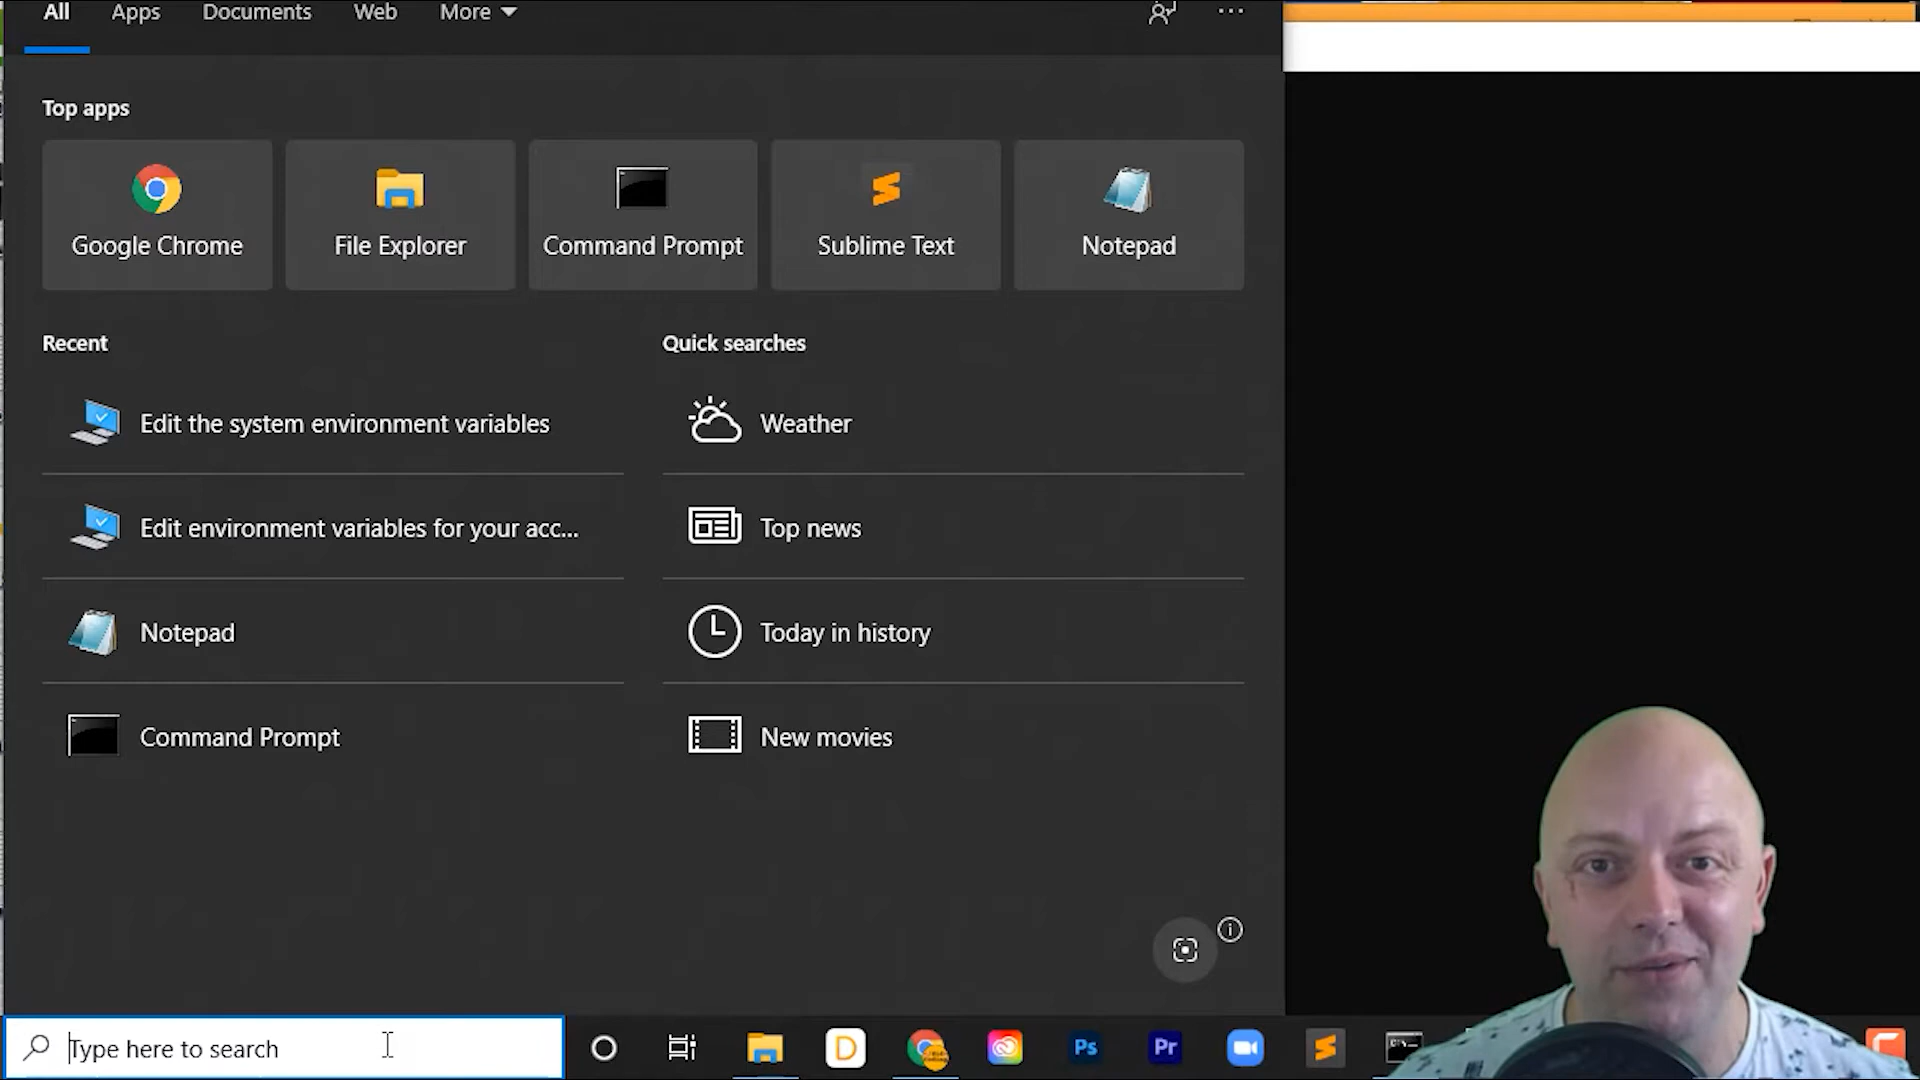 All Apps Documents Web More
Top apps
Google Chrome File Explorer Command Prompt Sublime Text Notepad
Recent Quick searches
Edit the system environment variables Weather
Edit environment variables for your acc... Top news
Notepad Today in history
Command Prompt New movies
Type here to search D Ps Pr